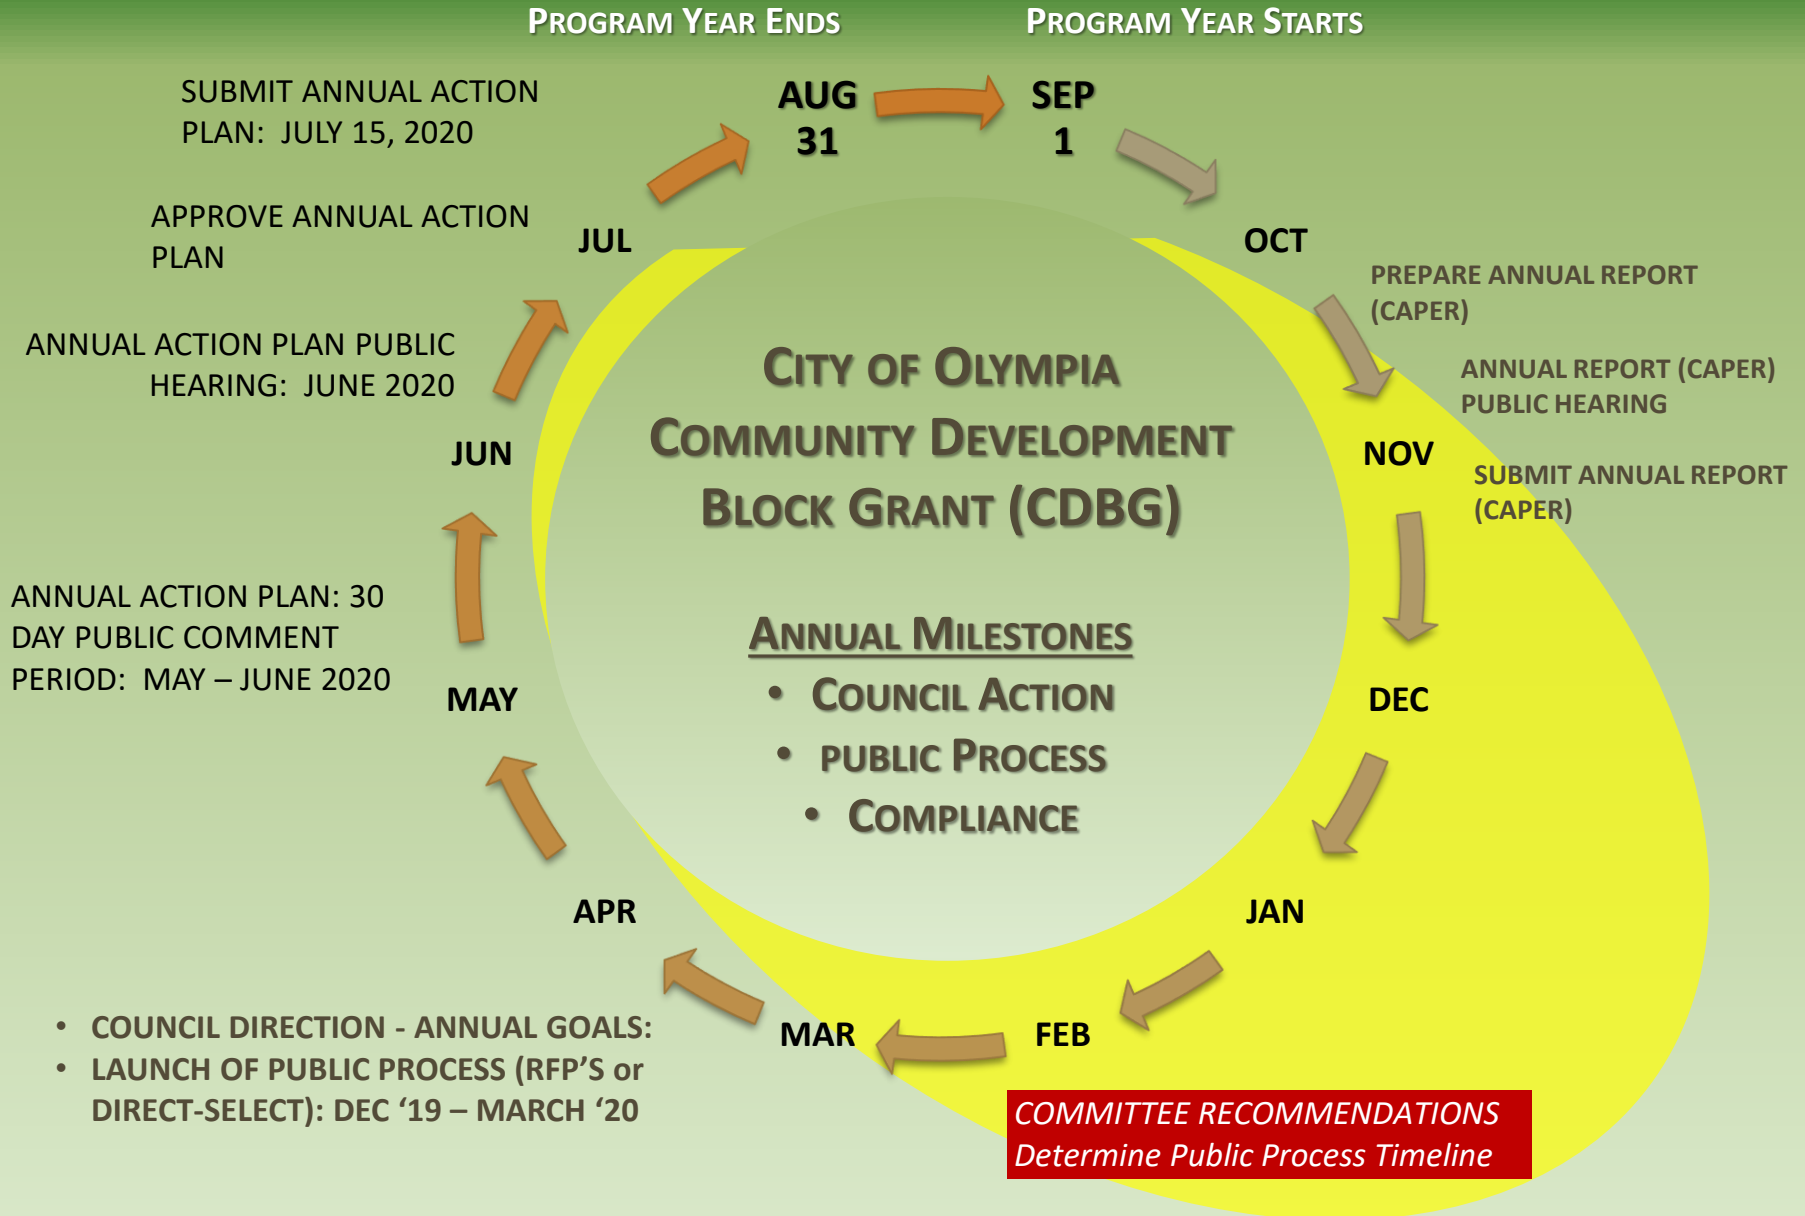 PROGRAM YEAR ENDS
PROGRAM YEAR STARTS
AUG
31
SEP
1
OCT
PREPARE ANNUAL REPORT
(CAPER)
ANNUAL REPORT (CAPER)
PUBLIC HEARING
NOV
SUBMIT ANNUAL REPORT
(CAPER)
DEC
JAN
FEB
COMMITTEE RECOMMENDATIONS
Determine Public Process Timeline
MAR
• COUNCIL DIRECTION - ANNUAL GOALS:
• LAUNCH OF PUBLIC PROCESS (RFP'S or
DIRECT-SELECT): DEC '19 – MARCH '20
APR
MAY
ANNUAL ACTION PLAN: 30
DAY PUBLIC COMMENT
PERIOD: MAY – JUNE 2020
JUN
ANNUAL ACTION PLAN PUBLIC
HEARING: JUNE 2020
JUL
APPROVE ANNUAL ACTION
PLAN
SUBMIT ANNUAL ACTION
PLAN: JULY 15, 2020
CITY OF OLYMPIA
COMMUNITY DEVELOPMENT
BLOCK GRANT (CDBG)
ANNUAL MILESTONES
• COUNCIL ACTION
• PUBLIC PROCESS
• COMPLIANCE